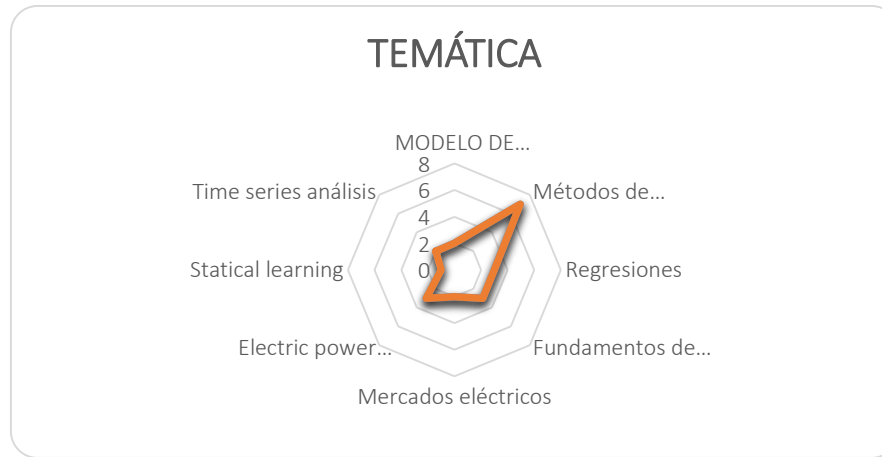 TEMÁTICA
MODELO DE...
8
Time series análisis
Métodos de...
6
4
2
Statical learning
0
Regresiones
Electric power...
Fundamentos de...
Mercados eléctricos